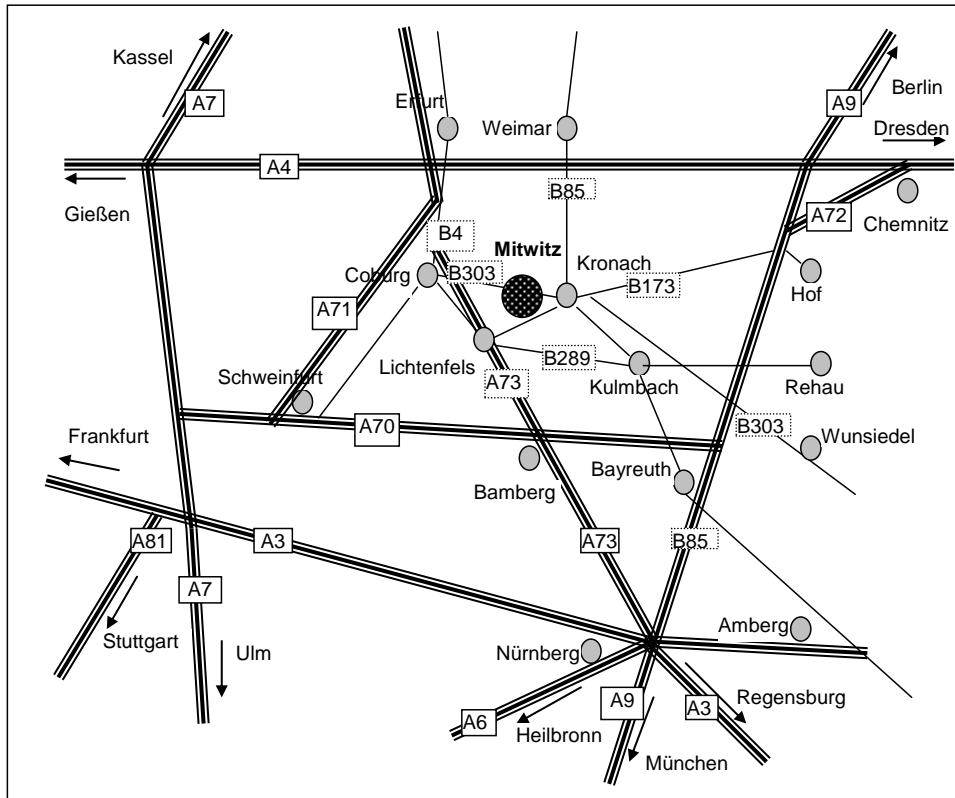 Kassel
Berlin
A7
Erfurt
Weimar
A9
Dresden
A4
B85
Gießen
A72
Chemnitz
B4
Mitwitz
Coburg
B303
Kronach
B173
Hof
A71
Lichtenfels
B289
Schweinfurt
A73
Kulmbach
Rehau
A70
B303
Frankfurt
Wunsiedel
Bayreuth
Bamberg
A81
A3
A73
B85
A7
Stuttgart
Ulm
Nürnberg
Amberg
A9
A3
Regensburg
A6
Heilbronn
München